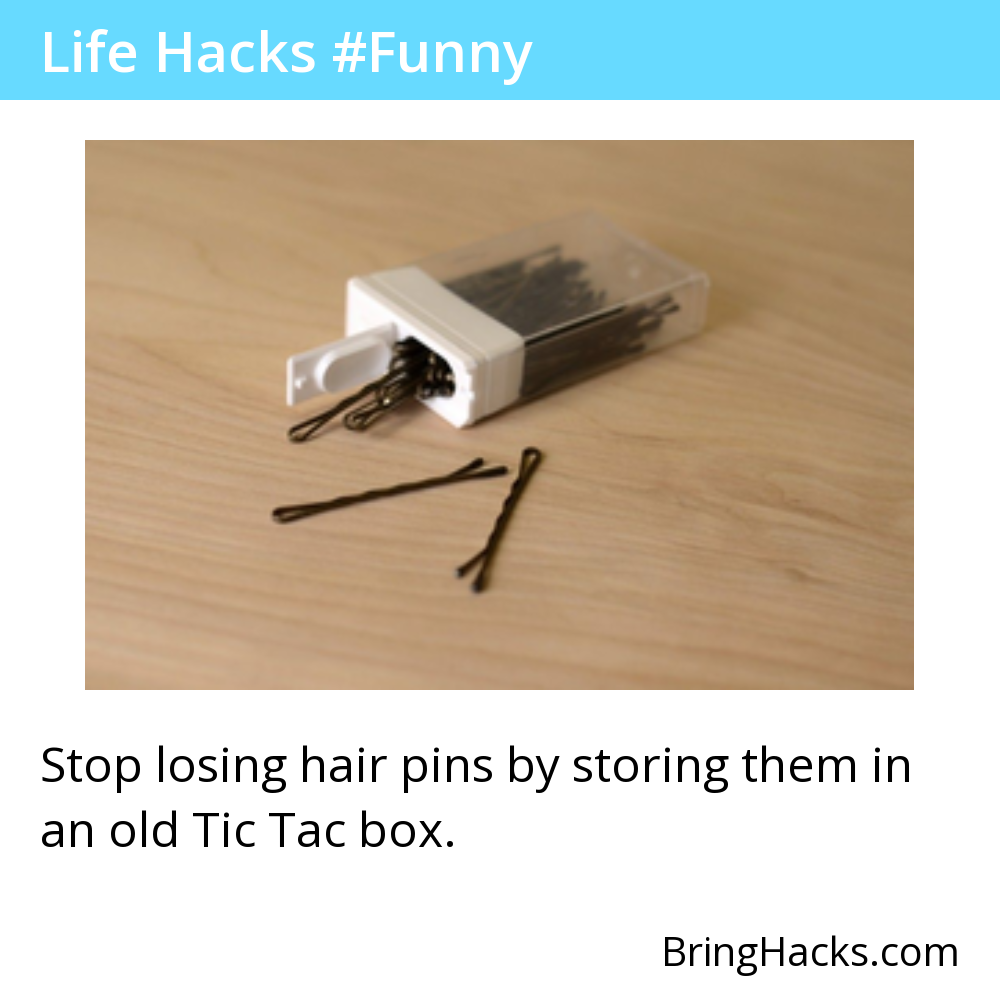 Life Hacks #Funny
Stop losing hair pins by storing them in
an old Tic Tac box.
BringHacks.com